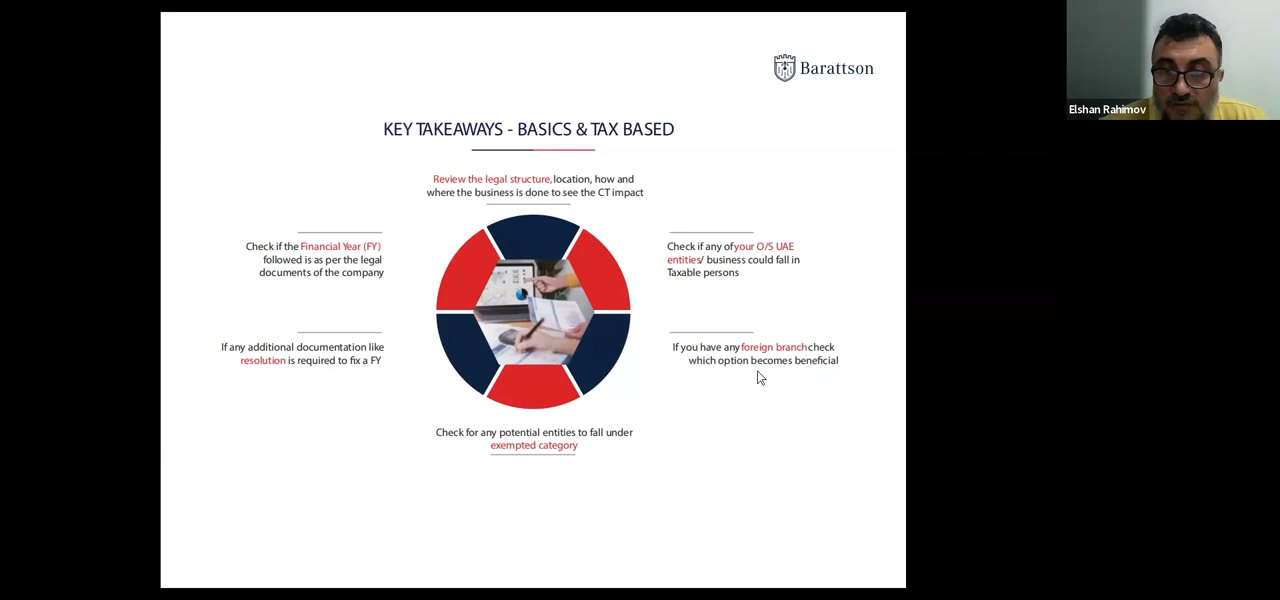 Barattson
Elshan Rahimov
KEY TAKEAWAYS - BASICS & TAX BASED
Review the legal structure, location, how and
where the business is done to see the CT impact
Check if the Financial Year (FY)
followed is as per the legal
documents of the company
Check if any of your O/S UAE
entities/ business could fall in
Taxable persons
If any additional documentation like
resolution is required to fix a FY
If you have any foreign branch check
which option becomes beneficial
Check for any potential entities to fall under
exempted category